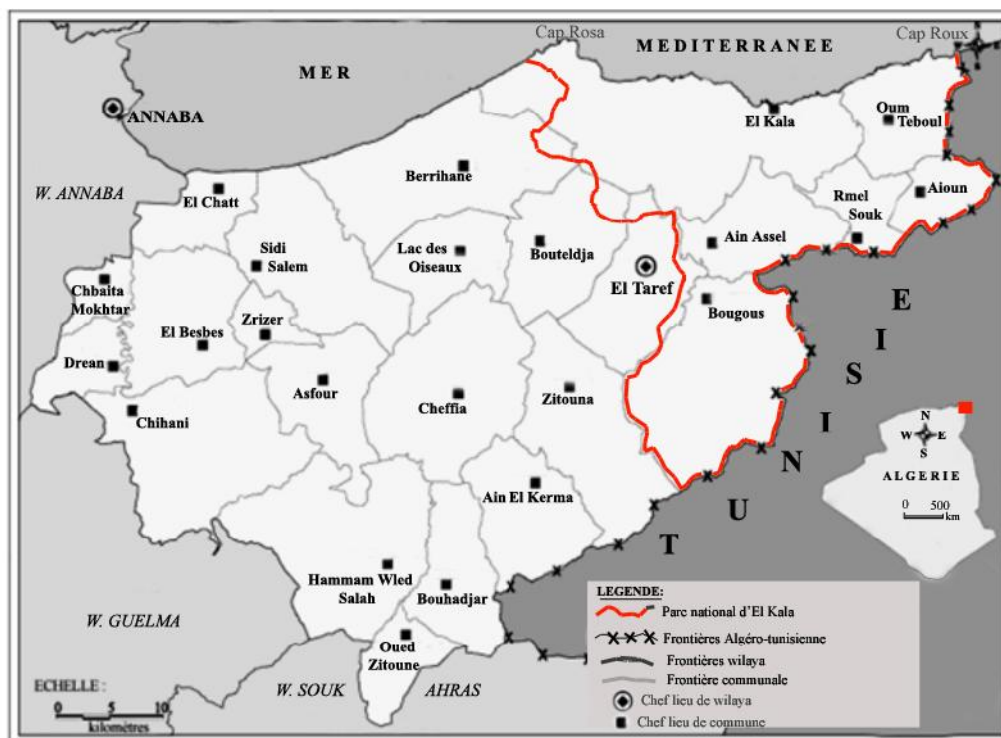 Cap Rosa
MEDITERRANEE
Cap Roux
MER
ANNABA
El Kala
Oum
Teboul
W. ANNABA
Berrihane
El Chatt
Rmel
Souk
Aioun
Sidi
Salem
Lac des
Oiseaux
Bouteldja
Ain Assel
El Taref
Chbaita
Mokhtar
Zrizer
Bougous
El Besbes
Drean
Asfour
Cheffia
Zitouna
Chihani
TUNISIE
N
W E
S
ALGERIE
0 500
km
Ain El Kerma
Hammam Wled
Salah
Bouhadjar
W. GUELMA
Oued
Zitoune
W. SOUK AHRAS
ECHELLE :
0 5 10
kilomètres
LEGENDE:
Parc national d'El Kala
Frontières Algéro-tunisienne
Frontières wilaya
Frontière communale
Chef lieu de wilaya
Chef lieu de commune